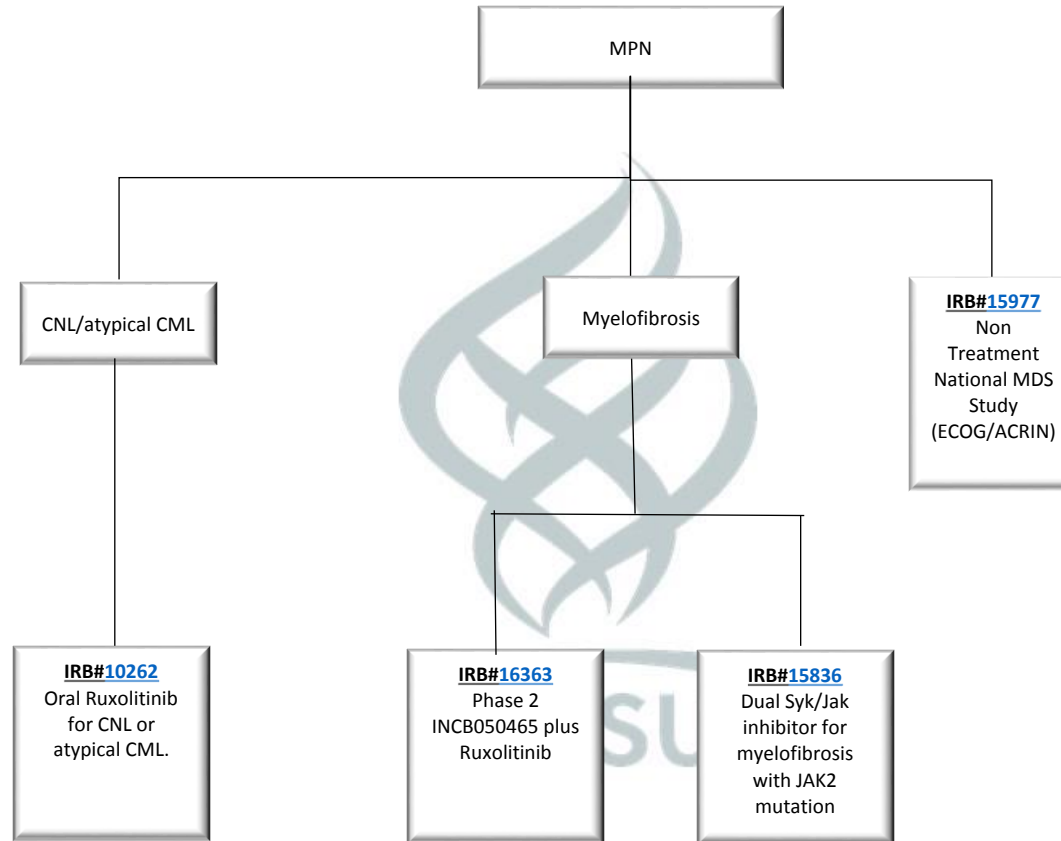 MPN
CNL/atypical CML
Myelofibrosis
IRB#15977
Non
Treatment
National MDS
Study
(ECOG/ACRIN)
IRB#10262
Oral Ruxolitinib
for CNL or
atypical CML.
IRB#16363
Phase 2
INCB050465 plus
Ruxolitinib
IRB#15836
Dual Syk/Jak
inhibitor for
myelofibrosis
with JAK2
mutation